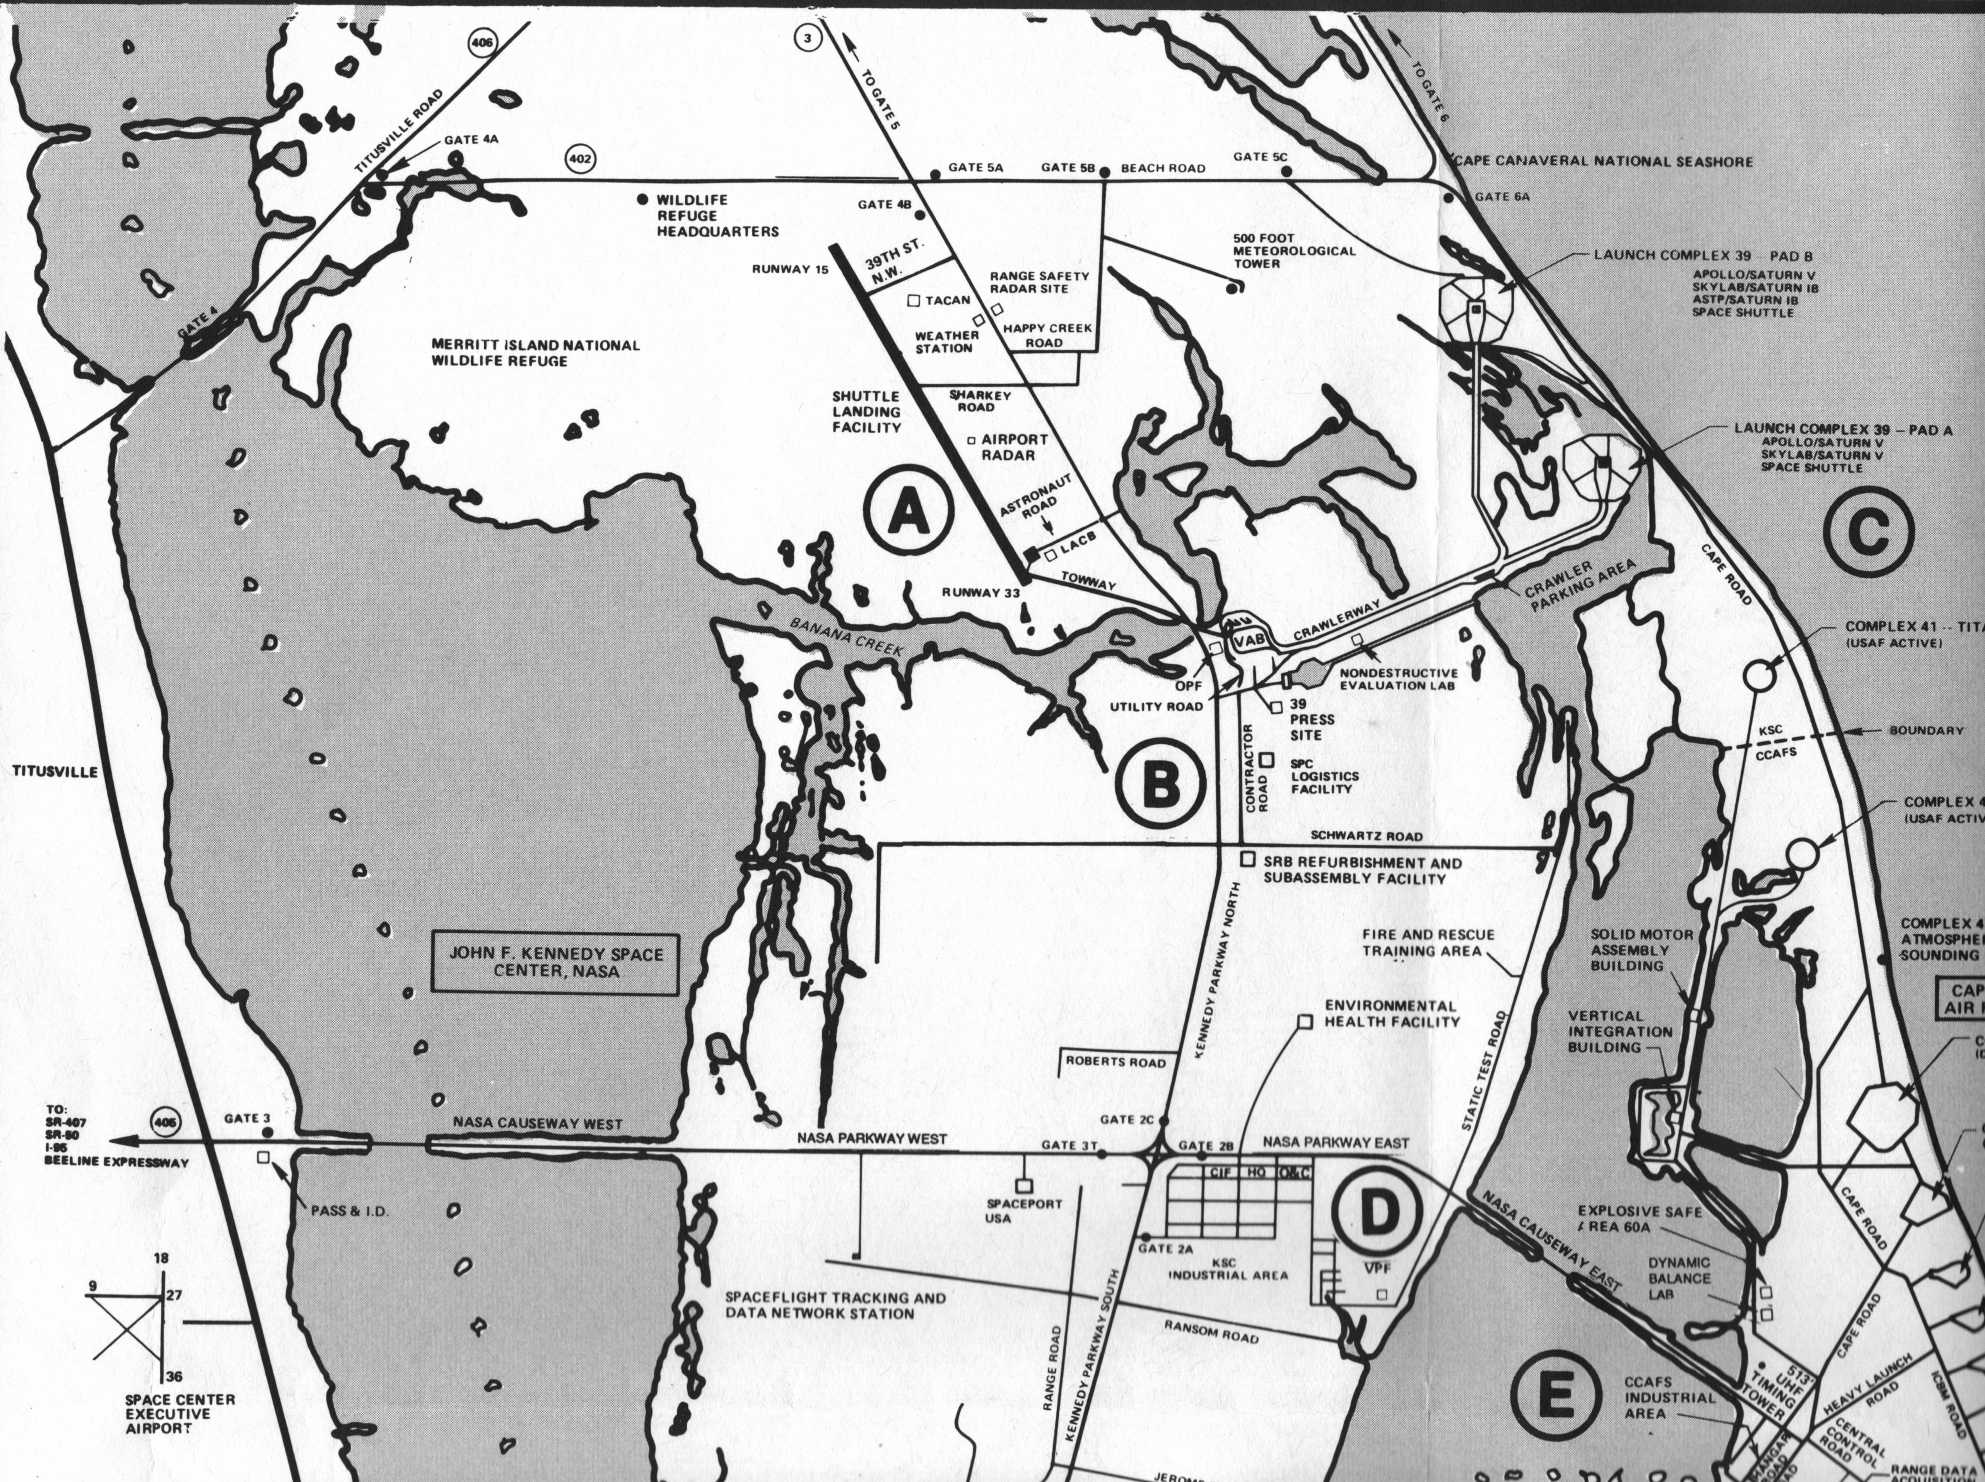 406
3
TO GATE 5
TO GATE 6
TITUSVILLE ROAD
GATE 4A
402
GATE 5A
GATE 5B
BEACH ROAD
GATE 5C
CAPE CANAVERAL NATIONAL SEASHORE
GATE 6A
WILDLIFE
REFUGE
HEADQUARTERS
GATE 4B
39TH ST.
N.W.
RUNWAY 15
500 FOOT
METEOROLOGICAL
TOWER
LAUNCH COMPLEX 39 - PAD B
APOLLO/SATURN V
SKYLAB/SATURN IB
ASTP/SATURN IB
SPACE SHUTTLE
RANGE SAFETY
RADAR SITE
TACAN
WEATHER
STATION
HAPPY CREEK
ROAD
GATE 4
MERRITT ISLAND NATIONAL
WILDLIFE REFUGE
SHUTTLE
LANDING
FACILITY
SHARKEY
ROAD
AIRPORT
RADAR
LAUNCH COMPLEX 39 - PAD A
APOLLO/SATURN V
SKYLAB/SATURN V
SPACE SHUTTLE
A
ASTRONAUT
ROAD
LACB
C
TOWWAY
RUNWAY 33
CRAWLER
PARKING AREA
CAPE ROAD
BANANA CREEK
VAB
CRAWLERWAY
COMPLEX 41 -- TITA
(USAF ACTIVE)
OPF
NONDESTRUCTIVE
EVALUATION LAB
UTILITY ROAD
39
PRESS
SITE
KSC
CCAFS
BOUNDARY
TITUSVILLE
B
CONTRACTOR
ROAD
SPC
LOGISTICS
FACILITY
COMPLEX 4
(USAF ACTIV
SCHWARTZ ROAD
SRB REFURBISHMENT AND
SUBASSEMBLY FACILITY
KENNEDY PARKWAY NORTH
JOHN F. KENNEDY SPACE
CENTER, NASA
FIRE AND RESCUE
TRAINING AREA
SOLID MOTOR
ASSEMBLY
BUILDING
COMPLEX 4
ATMOSPHE
SOUNDING
CAP
AIR
ENVIRONMENTAL
HEALTH FACILITY
VERTICAL
INTEGRATION
BUILDING
ROBERTS ROAD
STATIC TEST ROAD
TO:
SR-407
SR-50
I-95
BEELINE EXPRESSWAY
405
GATE 3
NASA CAUSEWAY WEST
NASA PARKWAY WEST
GATE 2C
GATE 3T
GATE 2B
NASA PARKWAY EAST
CIF
HQ
O&C
PASS & I.D.
SPACEPORT
USA
D
NASA CAUSEWAY EAST
EXPLOSIVE SAFE
AREA 60A
CAPE ROAD
GATE 2A
KSC
INDUSTRIAL AREA
VPF
DYNAMIC
BALANCE
LAB
18
9
27
36
SPACE CENTER
EXECUTIVE
AIRPORT
SPACEFLIGHT TRACKING AND
DATA NETWORK STATION
RANSOM ROAD
RANGE ROAD
KENNEDY PARKWAY SOUTH
CAPE ROAD
E
CCAFS
INDUSTRIAL
AREA
513'
UHF
TIMING
TOWER
HEAVY LAUNCH
ROAD
ICBM ROAD
CENTRAL
CONTROL
ROAD
HANGAR
RANGE DATA
JEROME